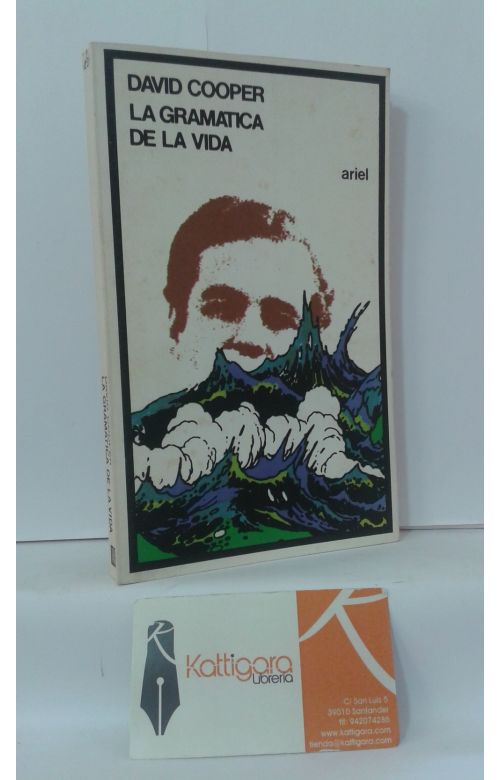 DAVID COOPER
LA GRAMATICA
DE LA VIDA
ariel
LA GRAMATICA DE LA VIDA
Kattigara
Librería
C/ San Luis 5
39010 Santander
tlf: 942074286
www.kattigara.com
tienda@kattigara.com